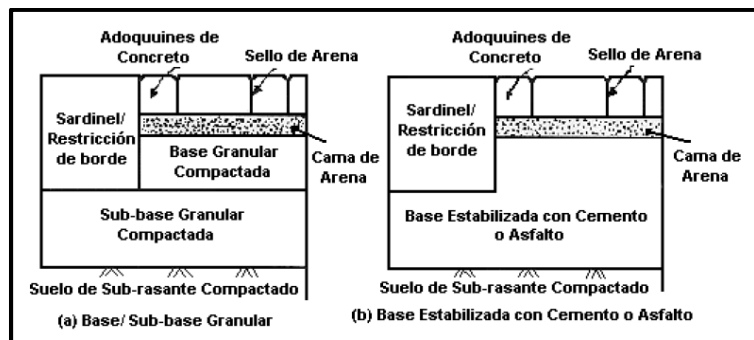 Adoquuines de
Concreto
Sello de Arena
Sardinel/
Restricción
de borde
Base Granular
Compactada
Cama de
Arena
Sub-base Granular
Compactada
Suelo de Sub-rasante Compactado
(a) Base/ Sub-base Granular
Adoquines de
Concreto
Sello de Arena
Sardinel/
Restricción
de borde
Cama de
Arena
Base Estabilizada con Cemento
o Asfalto
Suelo de Sub-rasante Compactado
(b) Base Estabilizada con Cemento o Asfalto